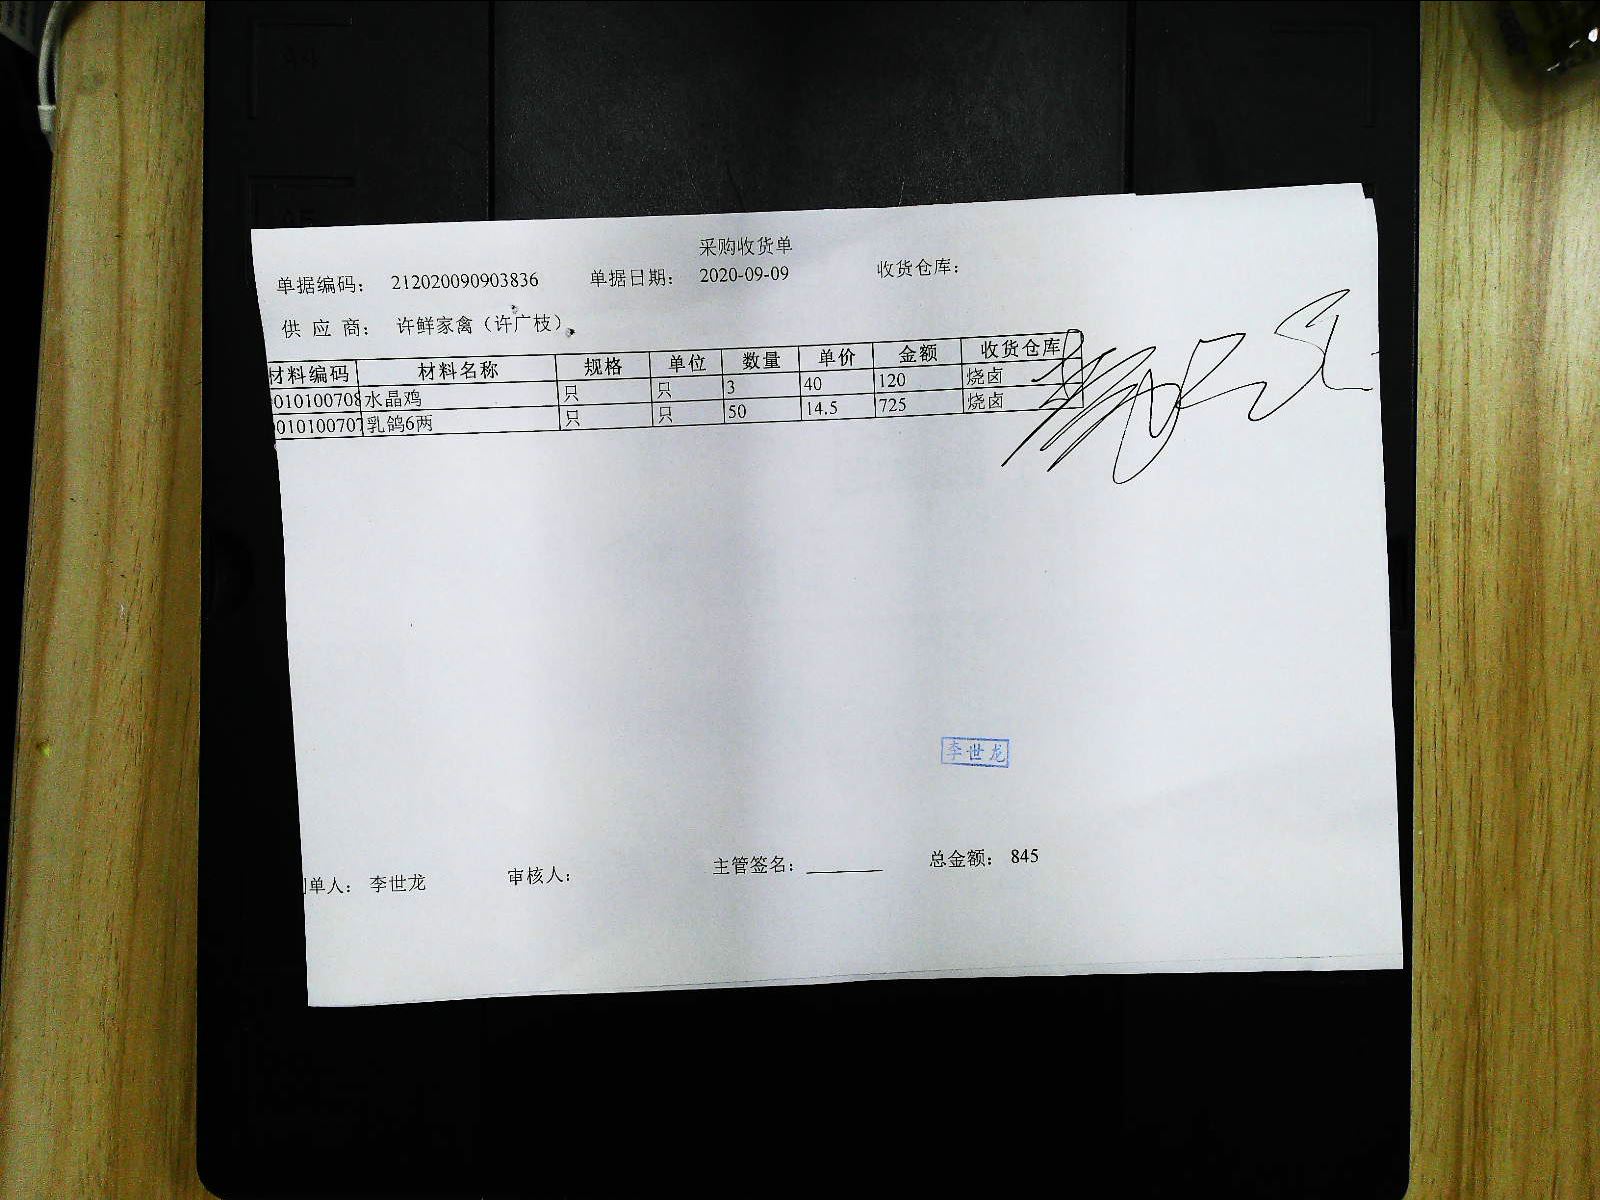 采购收货单
单据编码： 212020090903836 单据日期： 2020-09-09 收货仓库：
供 应 商： 许鲜家禽（许广枝）
材料编码 材料名称 规格 单位 数量 单价 金额 收货仓库
010100708 水晶鸡 只 只 3 40 120 烧卤
010100707 乳鸽6两 只 只 50 14.5 725 烧卤
李世龙
单人： 李世龙 审核人： 主管签名： 总金额： 845